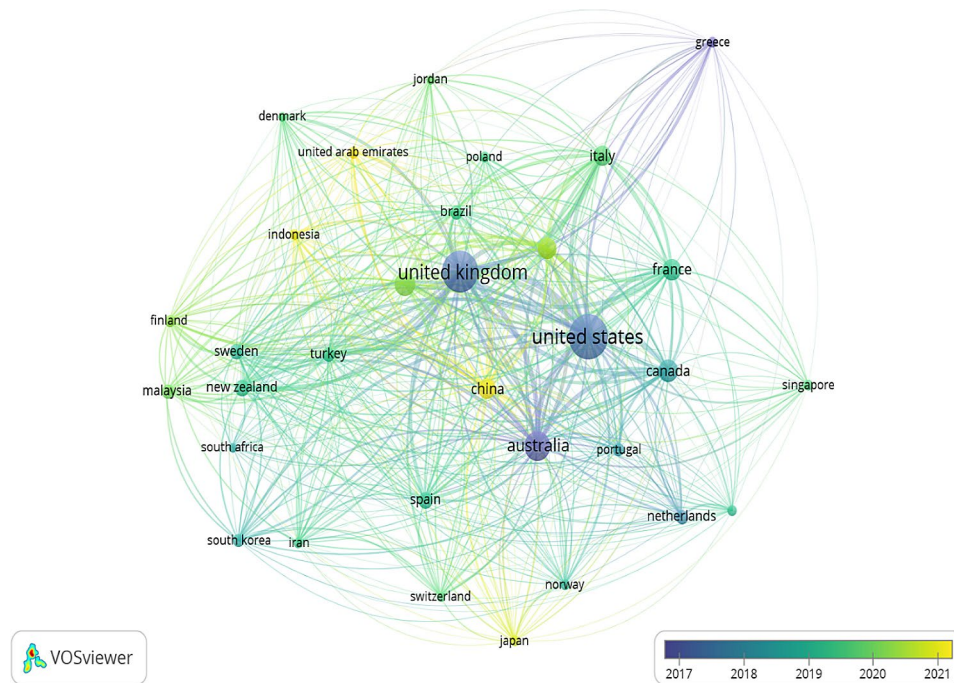 greece
jordan
denmark
united arab emirates
poland
italy
brazil
indonesia
united kingdom
france
finland
united states
sweden
turkey
canada
malaysia
new zealand
china
singapore
south africa
australia
portugal
spain
netherlands
south korea
iran
norway
switzerland
japan
VOSviewer
2017 2018 2019 2020 2021